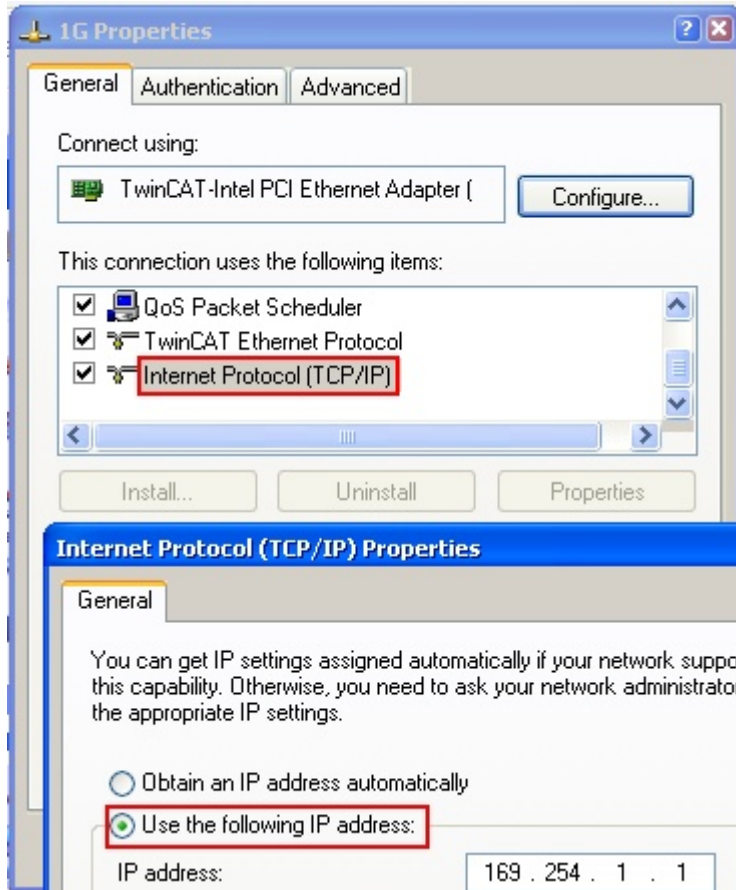 1G Properties
General Authentication Advanced
Connect using:
TwinCAT-Intel PCI Ethernet Adapter (
Configure...
This connection uses the following items:
QoS Packet Scheduler
TwinCAT Ethernet Protocol
Internet Protocol (TCP/IP)
Install... Uninstall Properties
Internet Protocol (TCP/IP) Properties
General
You can get IP settings assigned automatically if your network suppo
this capability. Otherwise, you need to ask your network administrato
the appropriate IP settings.
Obtain an IP address automatically
Use the following IP address:
IP address: 169 . 254 . 1 . 1